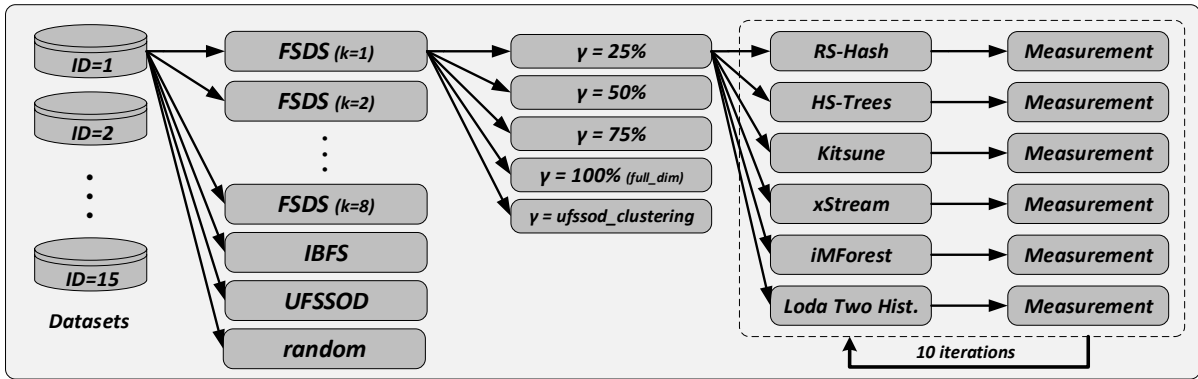 ID=1
ID=2
ID=15
Datasets
FSDS (k=1)
FSDS (k=2)
FSDS (k=8)
IBFS
UFSSOD
random
γ = 25%
γ = 50%
γ = 75%
γ = 100% (full_dim)
γ = ufssod_clustering
RS-Hash
Measurement
HS-Trees
Measurement
Kitsune
Measurement
xStream
Measurement
iMForest
Measurement
Loda Two Hist.
Measurement
10 iterations